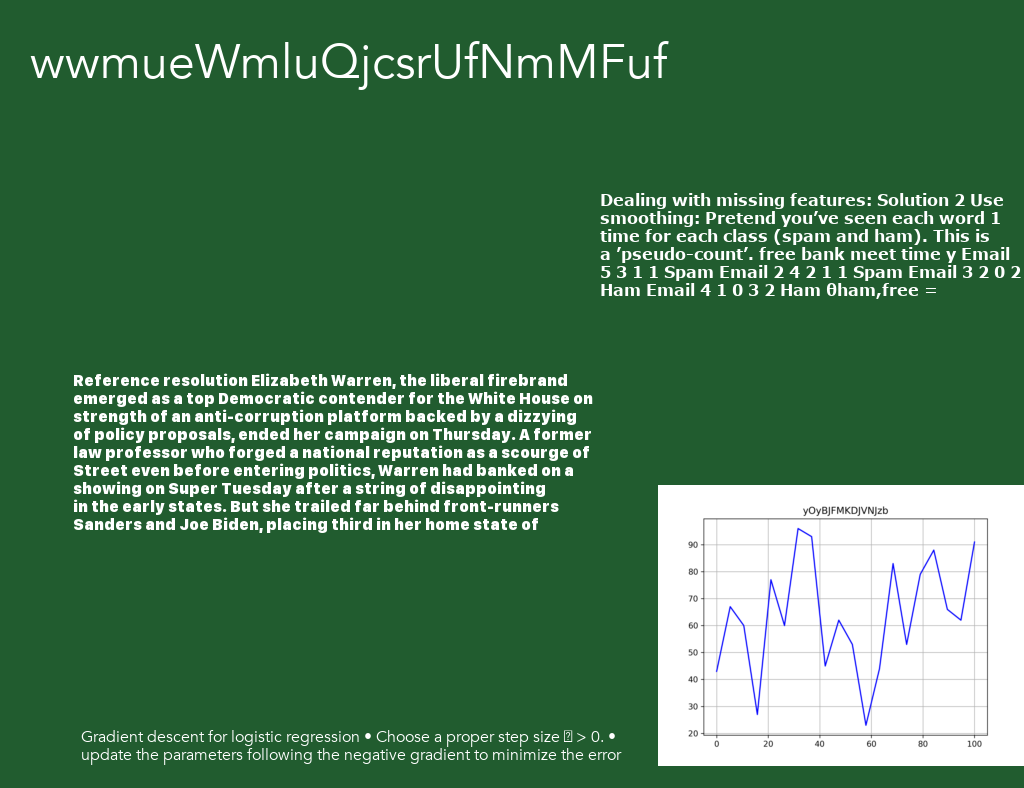 wwmueWmluQjcsrUfNmMFuf
Dealing with missing features: Solution 2 Use
smoothing: Pretend you’ve seen each word 1
time for each class (spam and ham). This is
a ’pseudo-count’. free bank meet time y Email
5 3 1 1 Spam Email 2 4 2 1 1 Spam Email 3 2 0 2
Ham Email 4 1 0 3 2 Ham θham,free =
Reference resolution Elizabeth Warren, the liberal firebrand
emerged as a top Democratic contender for the White House on
strength of an anti-corruption platform backed by a dizzying
of policy proposals, ended her campaign on Thursday. A former
law professor who forged a national reputation as a scourge of
Street even before entering politics, Warren had banked on a
showing on Super Tuesday after a string of disappointing
in the early states. But she trailed far behind front-runners
Sanders and Joe Biden, placing third in her home state of
yOyBJFMKDJVNJzb
90
80
70
60
50
40
30
20
0 20 40 60 80 100
Gradient descent for logistic regression • Choose a proper step size > 0. •
update the parameters following the negative gradient to minimize the error